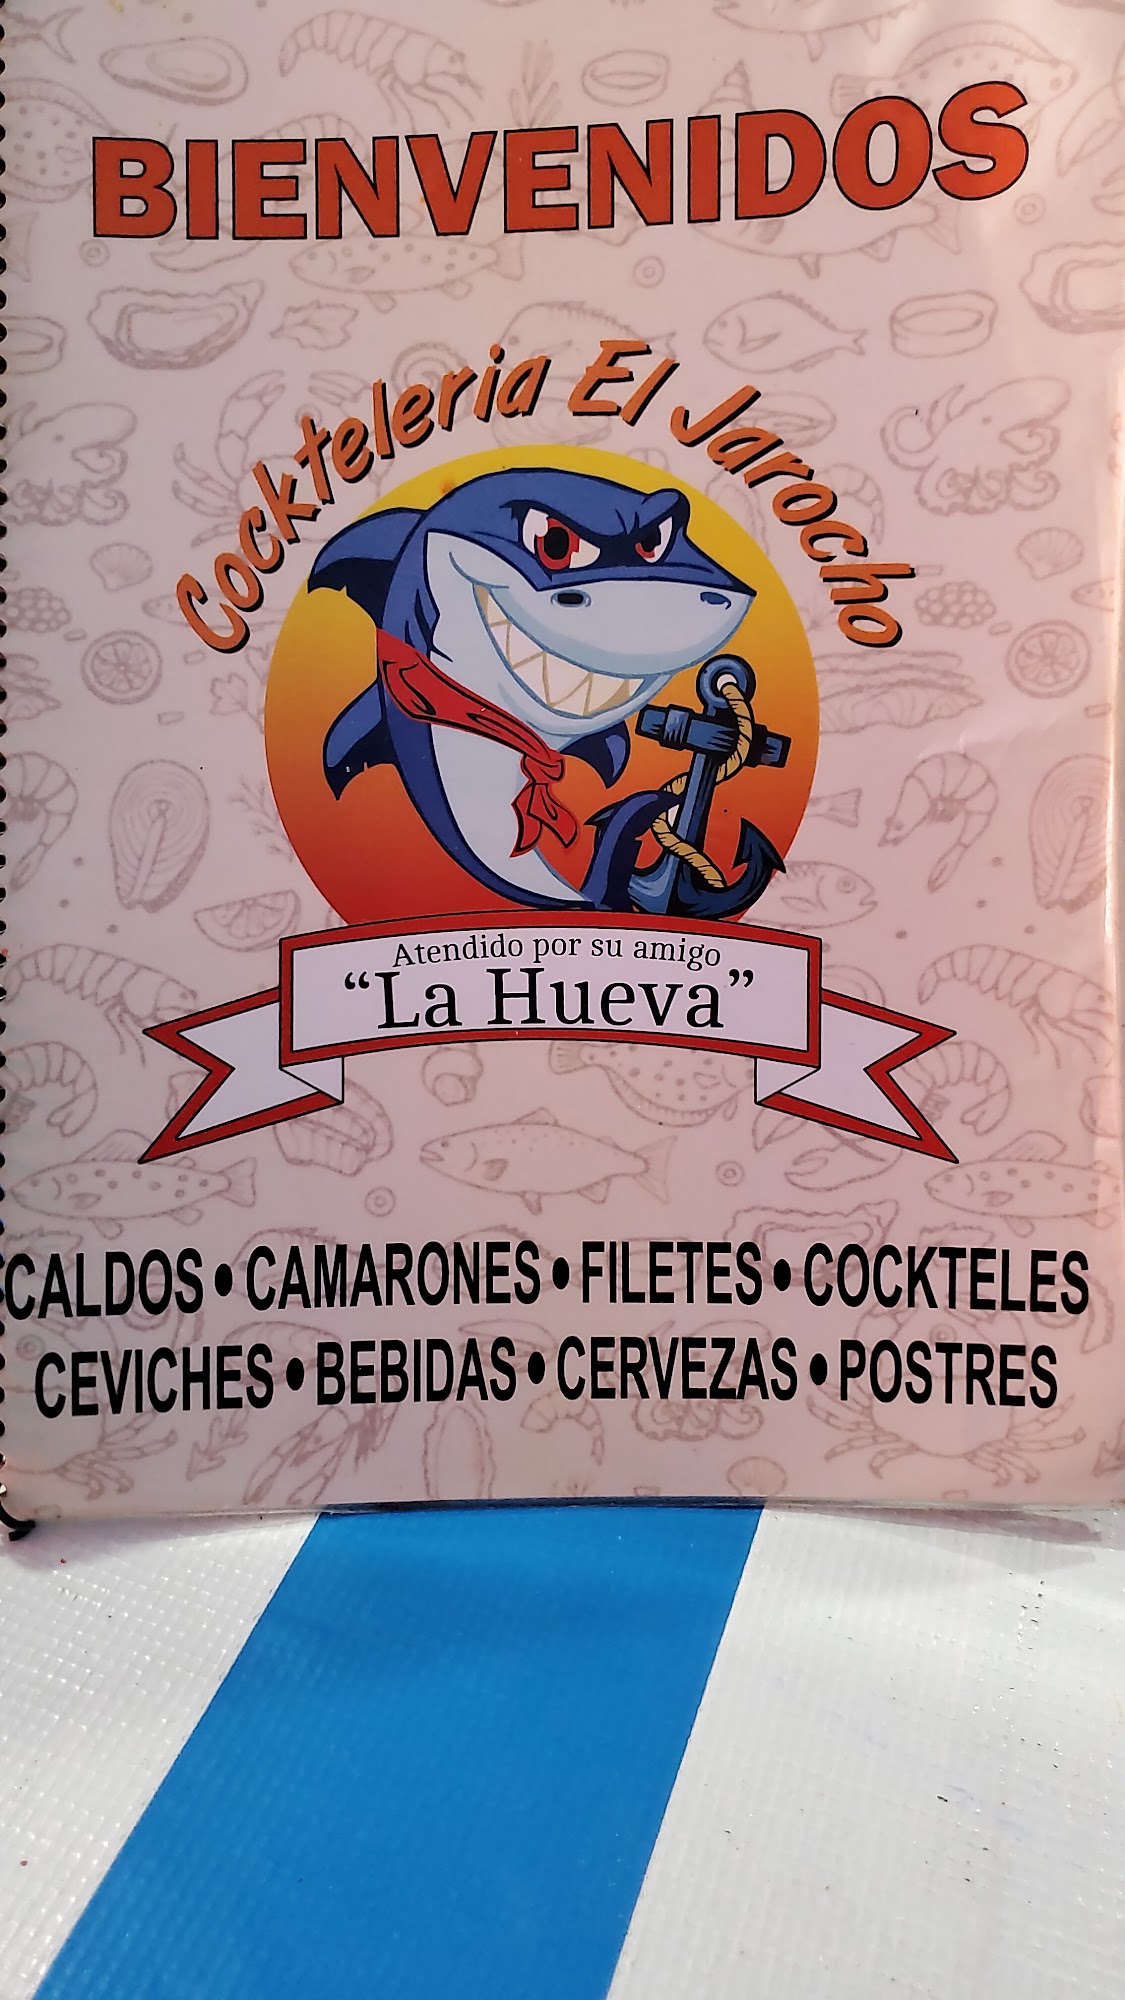 BIENVENIDOS
Cockteleria El Jarocho
Atendido por su amigo
“La Hueva”
CALDOS • CAMARONES • FILETES • COCKTELES
CEVICHES • BEBIDAS • CERVEZAS • POSTRES